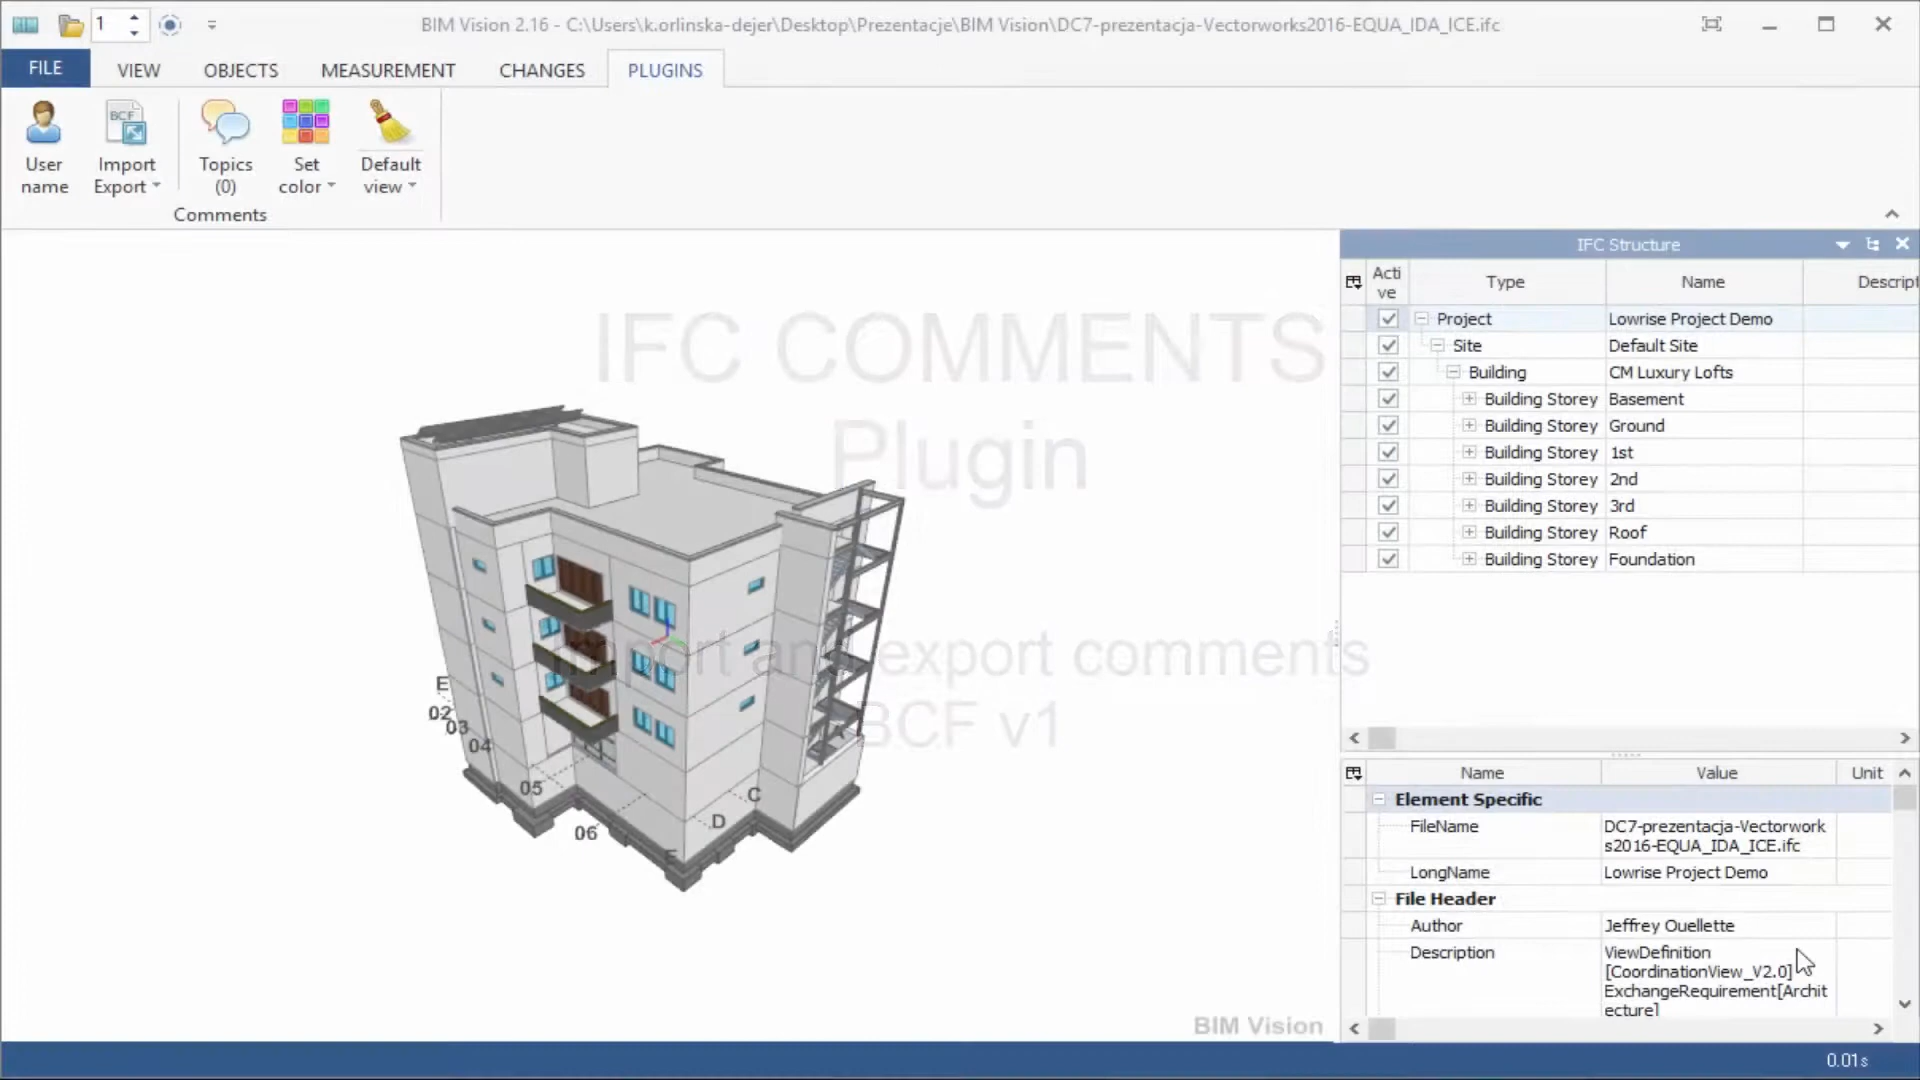 1
BIM Vision 2.16 - C:\Users\k.orlinska-dejer\Desktop\Prezentacje\BIM Vision\DC7-prezentacja-Vectorworks2016-EQUA_IDA_ICE.ifc
FILE VIEW OBJECTS MEASUREMENT CHANGES PLUGINS
User name
BCF
Import Export
Topics (0)
Set color
Default view
Comments
IFC COMMENTS
Plugin
Import and export comments
BCF v1
E
02
03
04
05
06
C
D
E
BIM Vision
IFC Structure
Active Type Name Descript
Project Lowrise Project Demo
Site Default Site
Building CM Luxury Lofts
Building Storey Basement
Building Storey Ground
Building Storey 1st
Building Storey 2nd
Building Storey 3rd
Building Storey Roof
Building Storey Foundation
Name Value Unit
Element Specific
FileName DC7-prezentacja-Vectorwork
s2016-EQUA_IDA_ICE.ifc
LongName Lowrise Project Demo
File Header
Author Jeffrey Ouellette
Description ViewDefinition
[CoordinationView_V2.0]
ExchangeRequirement[Archit
ecture]
0.01s